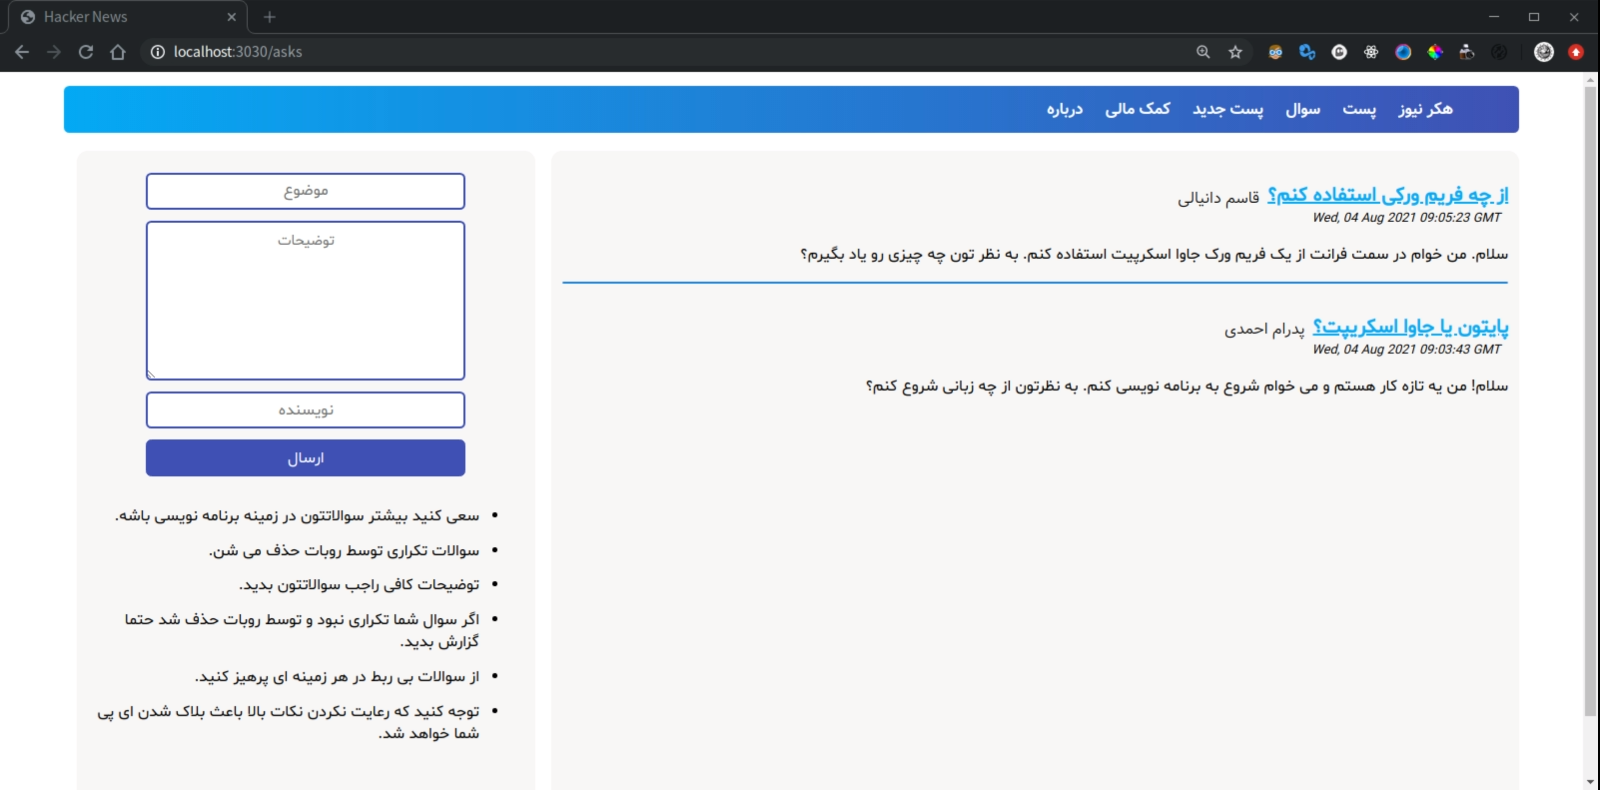 Hacker News
localhost:3030/asks
هکر نیوز پست سوال پست جدید کمک مالی درباره
از چه فریم ورکی استفاده کنم؟ قاسم دانیالی
Wed, 04 Aug 2021 09:05:23 GMT
سلام. من خوام در سمت فرانت از یک فریم ورک جاوا اسکریپت استفاده کنم. به نظر تون چه چیزی رو یاد بگیرم؟
پایتون یا جاوا اسکریپت؟ پدرام احمدی
Wed, 04 Aug 2021 09:03:43 GMT
سلام! من یه تازه کار هستم و می خوام شروع به برنامه نویسی کنم. به نظرتون از چه زبانی شروع کنم؟
موضوع
توضیحات
نویسنده
ارسال
سعی کنید بیشتر سوالاتتون در زمینه برنامه نویسی باشه.
سوالات تکراری توسط روبات حذف می شن.
توضیحات کافی راجب سوالاتتون بدید.
اگر سوال شما تکراری نبود و توسط روبات حذف شد حتما
گزارش بدید.
از سوالات بی ربط در هر زمینه ای پرهیز کنید.
توجه کنید که رعایت نکردن نکات بالا باعث بلاک شدن ای پی
شما خواهد شد.